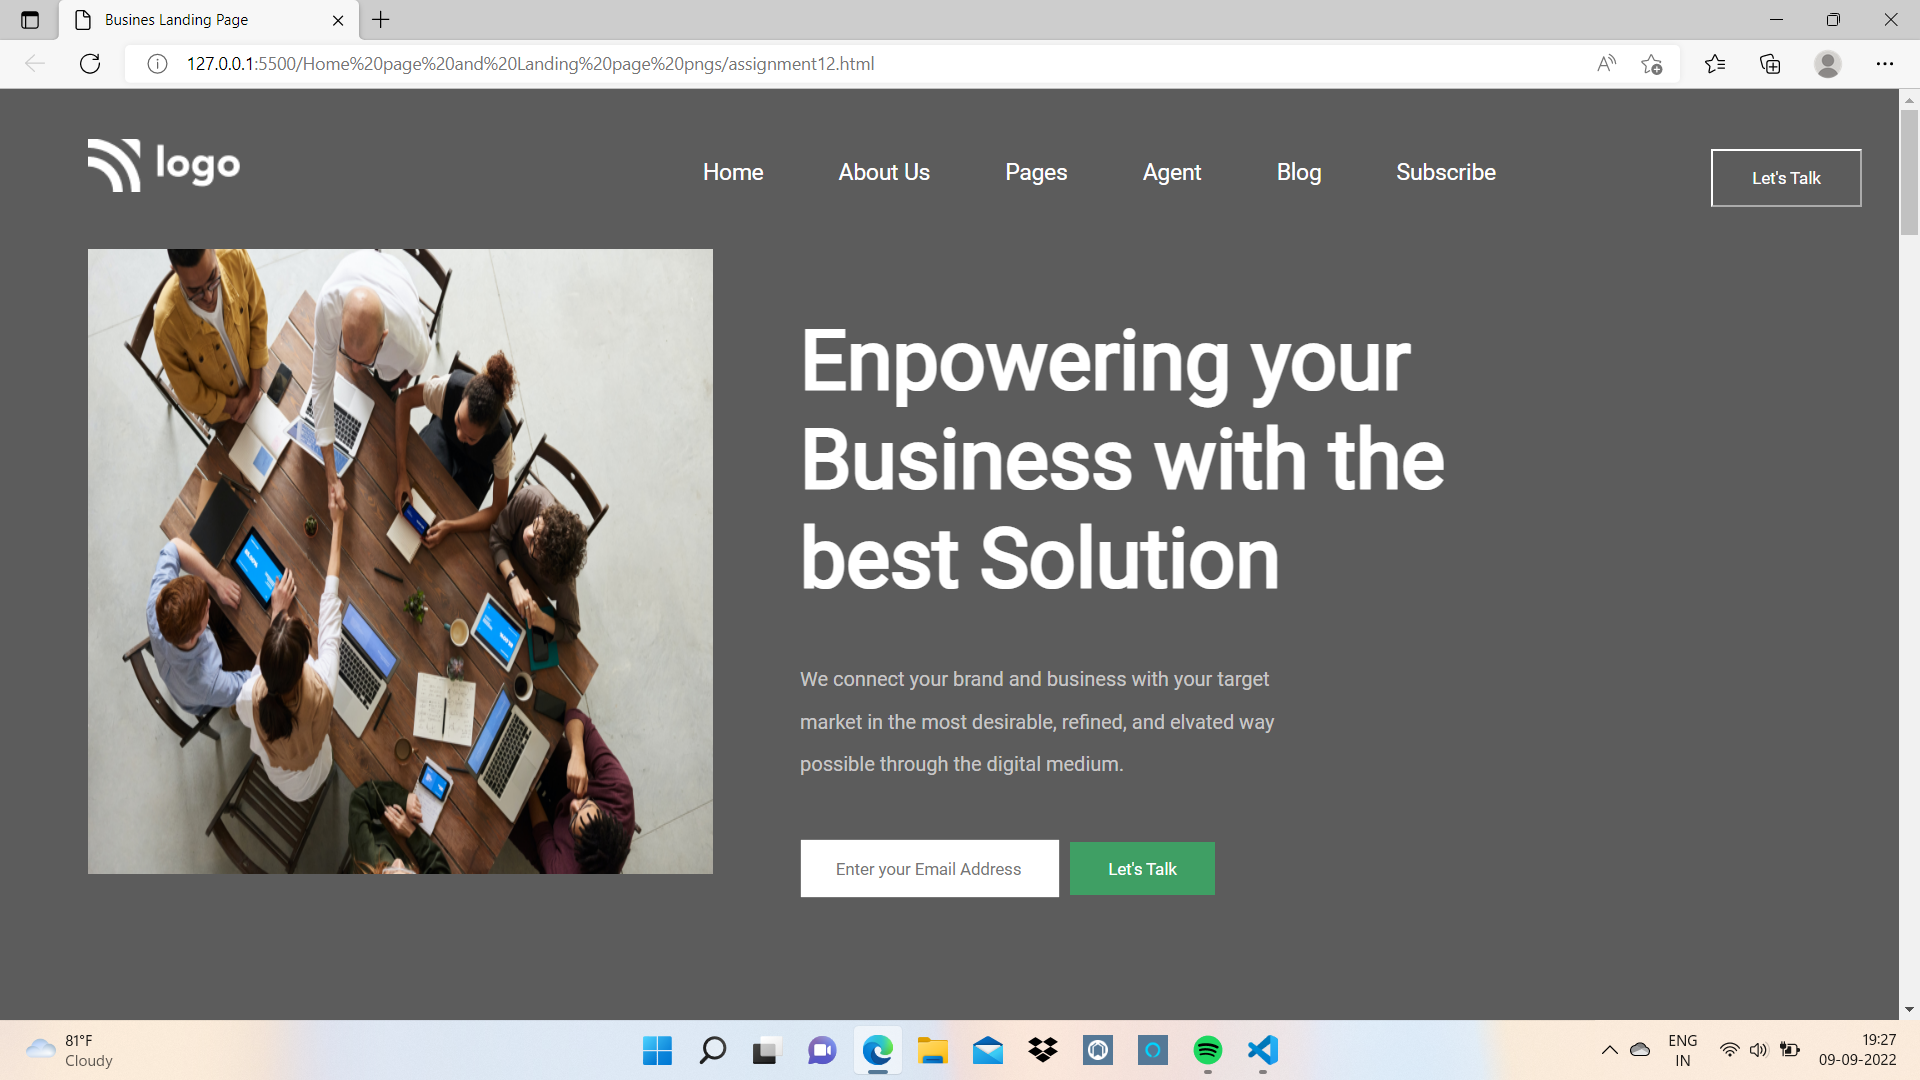 Busines Landing Page
127.0.0.1:5500/Home%20page%20and%20Landing%20page%20pngs/assignment12.html
logo
Home About Us Pages Agent Blog Subscribe
Let's Talk
Enpowering your
Business with the
best Solution
We connect your brand and business with your target
market in the most desirable, refined, and elvated way
possible through the digital medium.
Enter your Email Address
Let's Talk
81°F
Cloudy
ENG
IN
19:27
09-09-2022